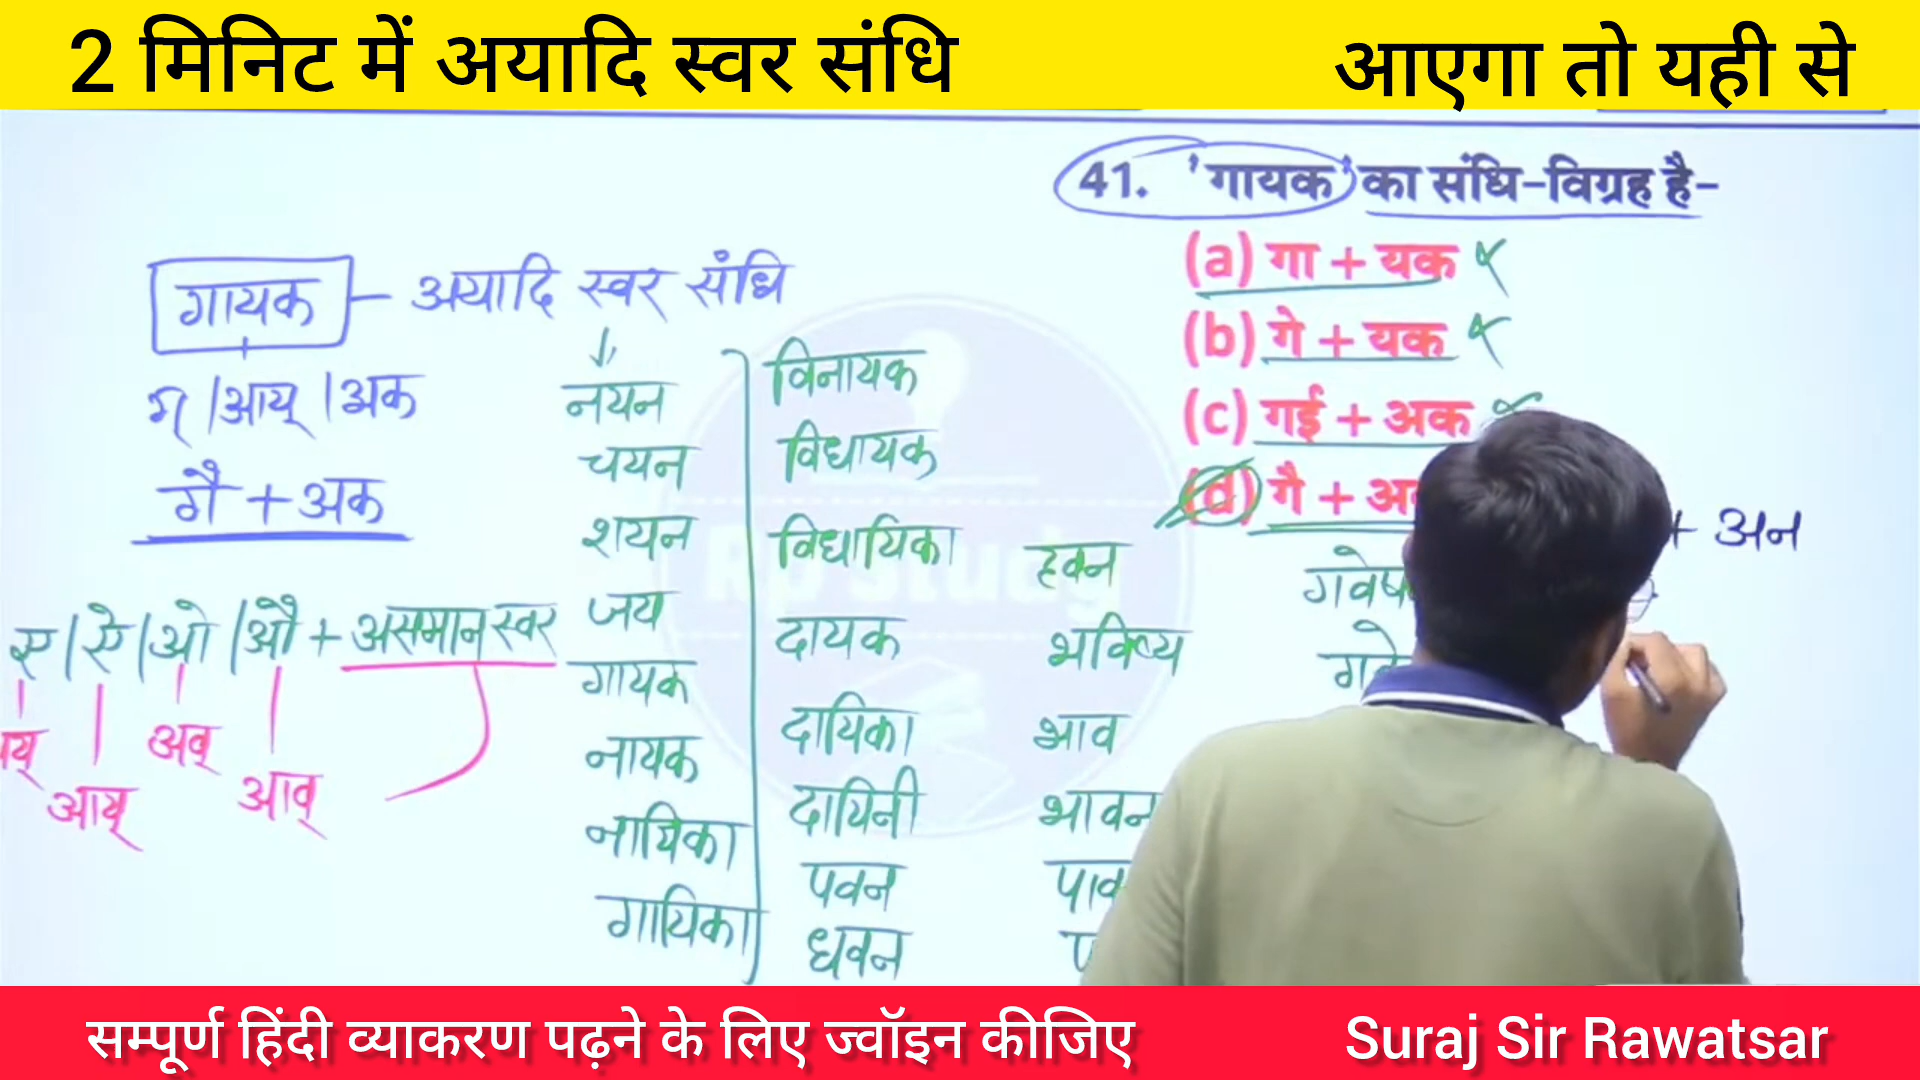 2 मिनिट में अयादि स्वर संधि
आएगा तो यही से
41. 'गायक' का संधि-विग्रह है-
(a) गा + यक
(b) गे + यक
(c) गई + अक
(d) गै + अ
गायक - अयादि स्वर संधि
ग् | आय् | अक
गै + अक
ए | ऐ | ओ | औ + असमान स्वर
आय्
अव्
आव्
नयन
चयन
शयन
जय
गायक
नायक
नायिका
गायिका
विनायक
विधायक
विधायिका
दायक
दायिका
दायिनी
पवन
धवन
हवन
भविष्य
भाव
भावन
+ अन
Rp Study
सम्पूर्ण हिंदी व्याकरण पढ़ने के लिए ज्वॉइन कीजिए
Suraj Sir Rawatsar